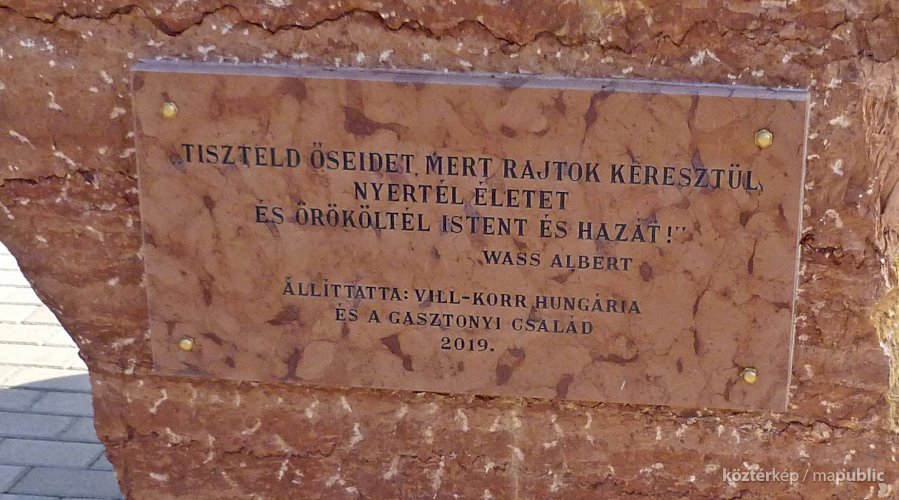 „TISZTELD ŐSEIDET, MERT RAJTOK KERESZTÜL,
NYERTÉL ÉLETET
ÉS ÖRÖKÖLTÉL ISTENT ÉS HAZÁT!"
WASS ALBERT
ÁLLÍTTATTA: VILL-KORR HUNGÁRIA
ÉS A GASZTONYI CSALÁD
2019.
köztérkép / mapublic